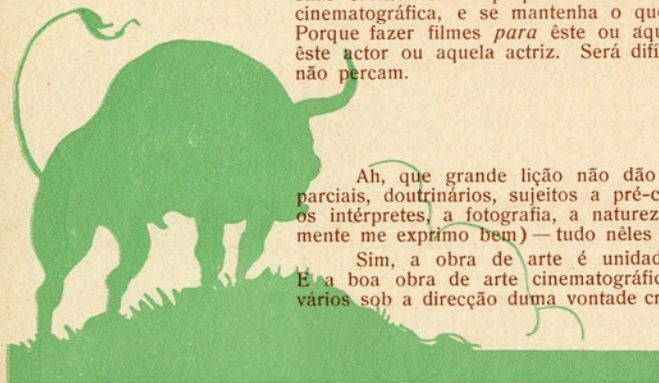 cinematográfica, e se mantenha o que
Porque fazer filmes para êste ou aqu
êste actor ou aquela actriz. Será difí
não percam.
Ah, que grande lição não dão
parciais, doutrinários, sujeitos a pré-c
os intérpretes, a fotografia, a naturez
mente me exprimo bem) — tudo nêles
Sim, a obra de arte é unidad
E a boa obra de arte cinematográfic
vários sob a direcção duma vontade cr